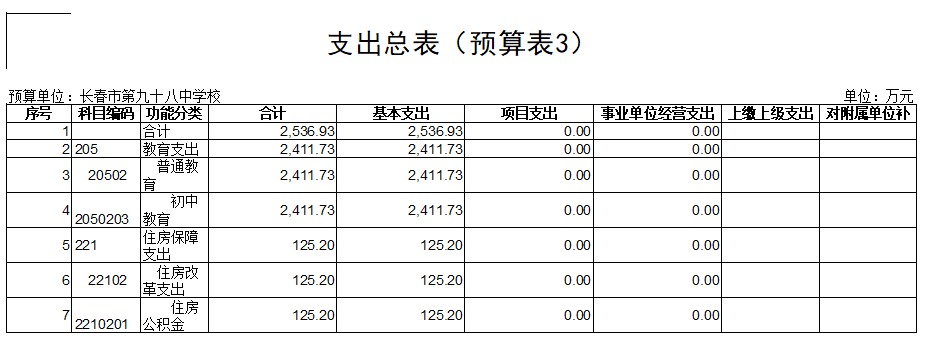 支出总表（预算表3）
预算单位：长春市第九十八中学校 单位：万元
序号 科目编码 功能分类 合计 基本支出 项目支出 事业单位经营支出 上缴上级支出 对附属单位补
1 合计 2,536.93 2,536.93 0.00 0.00
2 205 教育支出 2,411.73 2,411.73 0.00 0.00
3 20502 普通教育 2,411.73 2,411.73 0.00 0.00
4 2050203 初中教育 2,411.73 2,411.73 0.00 0.00
5 221 住房保障支出 125.20 125.20 0.00 0.00
6 22102 住房改革支出 125.20 125.20 0.00 0.00
7 2210201 住房公积金 125.20 125.20 0.00 0.00